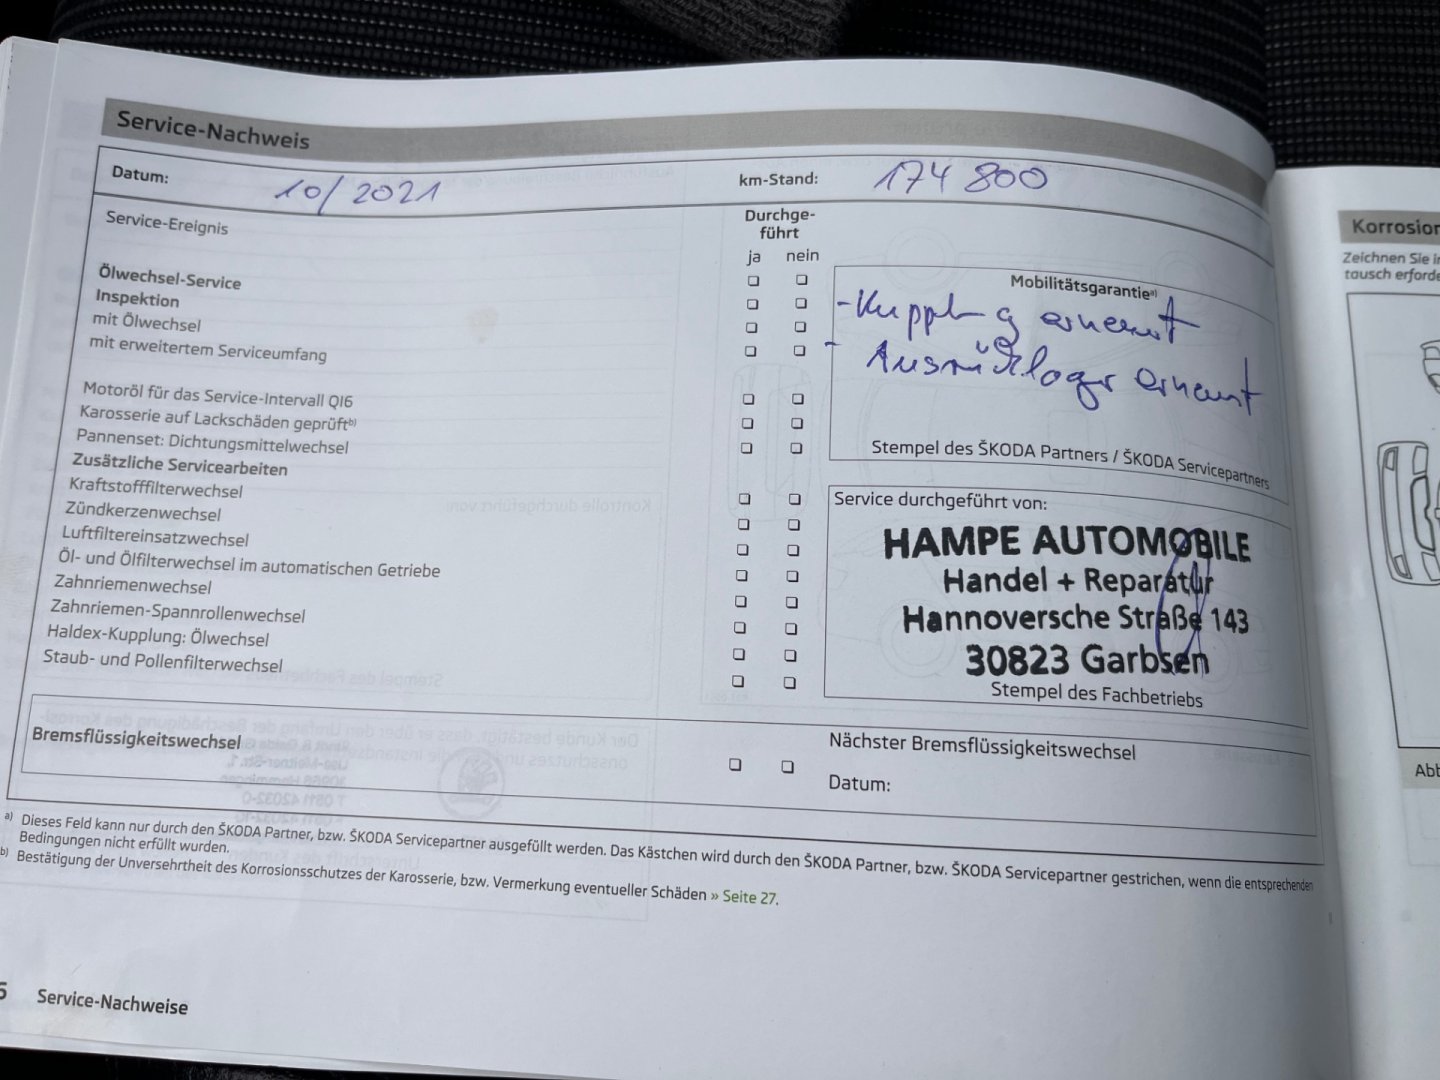 Service-Nachweis
Datum: 10/2021 km-Stand: 174 800
Service-Ereignis
Durchge-
führt
ja nein
Ölwechsel-Service
Inspektion
mit Ölwechsel
mit erweitertem Serviceumfang
Motoröl für das Service-Intervall QI6
Karosserie auf Lackschäden geprüft b)
Pannenset: Dichtungsmittelwechsel
Zusätzliche Servicearbeiten
Kraftstofffilterwechsel
Zündkerzenwechsel
Luftfiltereinsatzwechsel
Öl- und Ölfilterwechsel im automatischen Getriebe
Zahnriemenwechsel
Zahnriemen-Spannrollenwechsel
Haldex-Kupplung: Ölwechsel
Staub- und Pollenfilterwechsel
Mobilitätsgarantie a)
- Kupplung erneuert
- Ausrücklager erneuert
Stempel des ŠKODA Partners / ŠKODA Servicepartners
Service durchgeführt von:
HAMPE AUTOMOBILE
Handel + Reparatur
Hannoversche Straße 143
30823 Garbsen
Stempel des Fachbetriebs
Bremsflüssigkeitswechsel
Nächster Bremsflüssigkeitswechsel
Datum:
a) Dieses Feld kann nur durch den ŠKODA Partner, bzw. ŠKODA Servicepartner ausgefüllt werden. Das Kästchen wird durch den ŠKODA Partner, bzw. ŠKODA Servicepartner gestrichen, wenn die entsprechenden
Bedingungen nicht erfüllt wurden.
b) Bestätigung der Unversehrtheit des Korrosionsschutzes der Karosserie, bzw. Vermerkung eventueller Schäden » Seite 27.
Service-Nachweise
Korrosion
Zeichnen Sie
tausch erforde
Abb